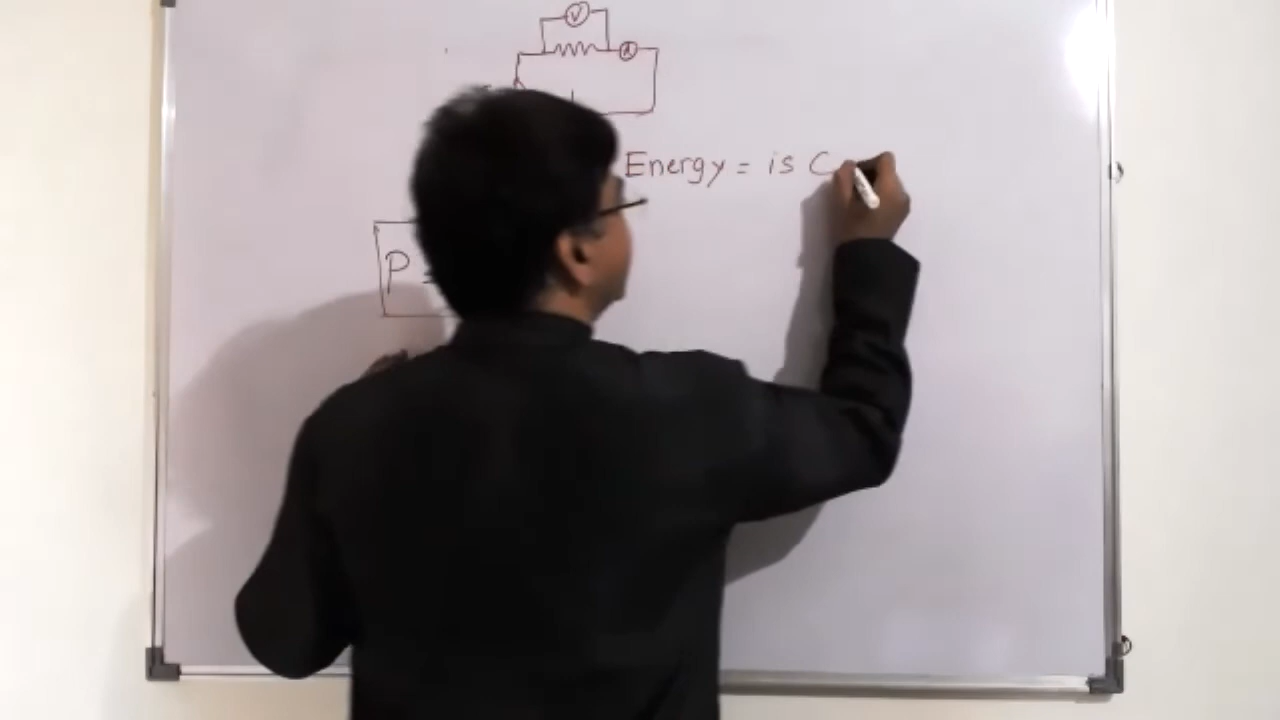 V
A
Energy = is C
P =